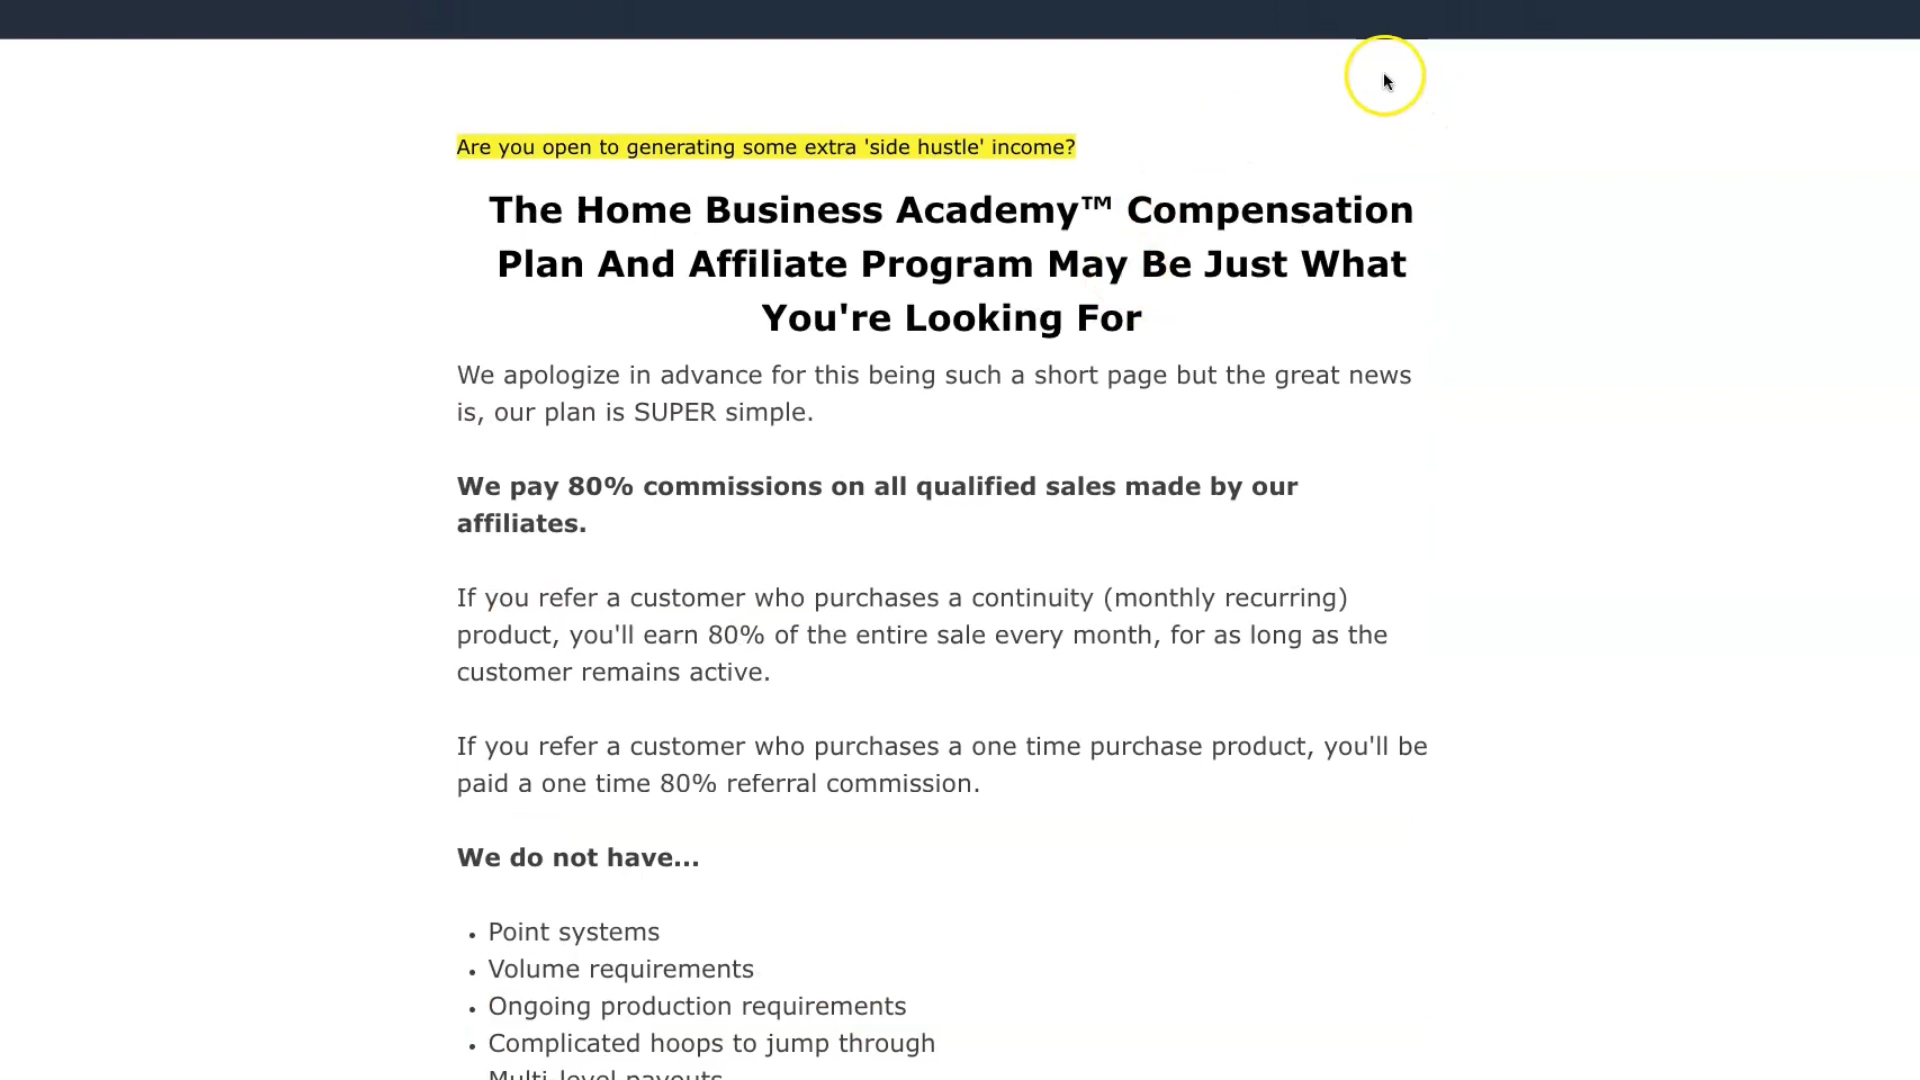 Are you open to generating some extra 'side hustle' income?
The Home Business Academy™ Compensation
Plan And Affiliate Program May Be Just What
You're Looking For
We apologize in advance for this being such a short page but the great news
is, our plan is SUPER simple.
We pay 80% commissions on all qualified sales made by our
affiliates.
If you refer a customer who purchases a continuity (monthly recurring)
product, you'll earn 80% of the entire sale every month, for as long as the
customer remains active.
If you refer a customer who purchases a one time purchase product, you'll be
paid a one time 80% referral commission.
We do not have...
• Point systems
• Volume requirements
• Ongoing production requirements
• Complicated hoops to jump through
Multi-level payouts